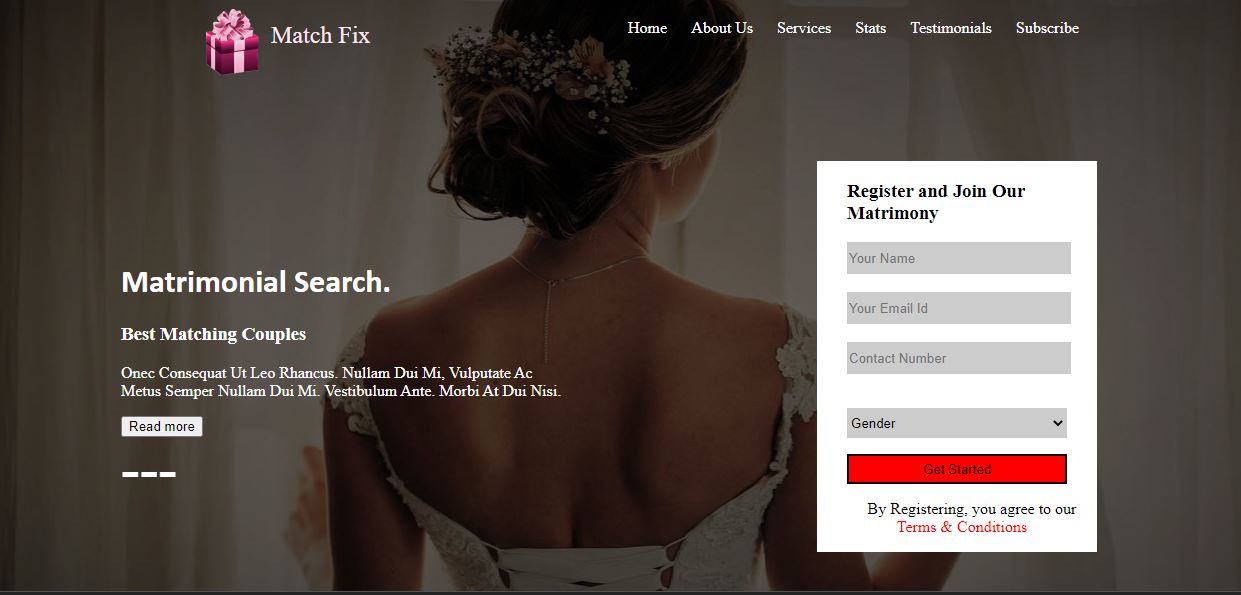 Match Fix
Home About Us Services Stats Testimonials Subscribe
Matrimonial Search.
Best Matching Couples
Onec Consequat Ut Leo Rhancus. Nullam Dui Mi, Vulputate Ac
Metus Semper Nullam Dui Mi. Vestibulum Ante. Morbi At Dui Nisi.
Read more
Register and Join Our
Matrimony
Your Name
Your Email Id
Contact Number
Gender
Get Started
By Registering, you agree to our
Terms & Conditions